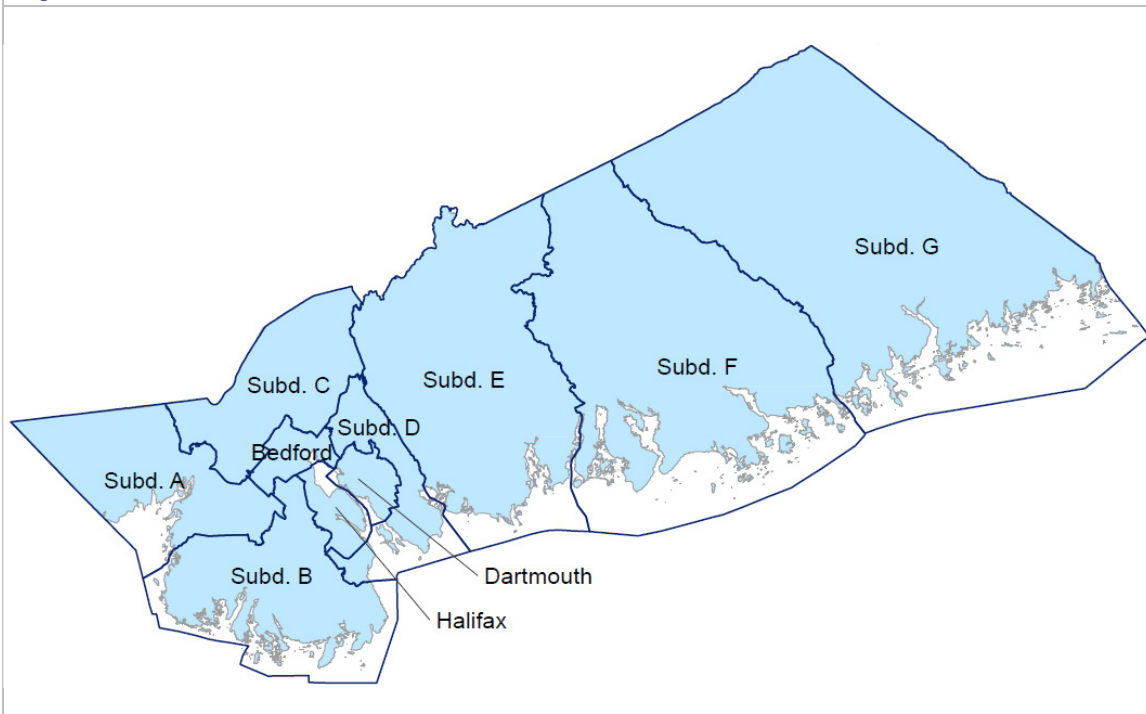 Subd. G
Subd. F
Subd. E
Subd. C
Subd. D
Bedford
Subd. A
Subd. B
Dartmouth
Halifax